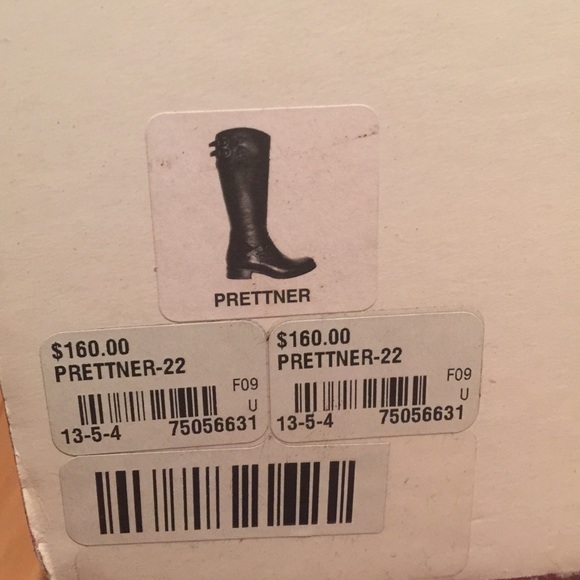 PRETTNER
$160.00
PRETTNER-22
F09
U
13-5-4 75056631
$160.00
PRETTNER-22
F09
U
13-5-4 75056631